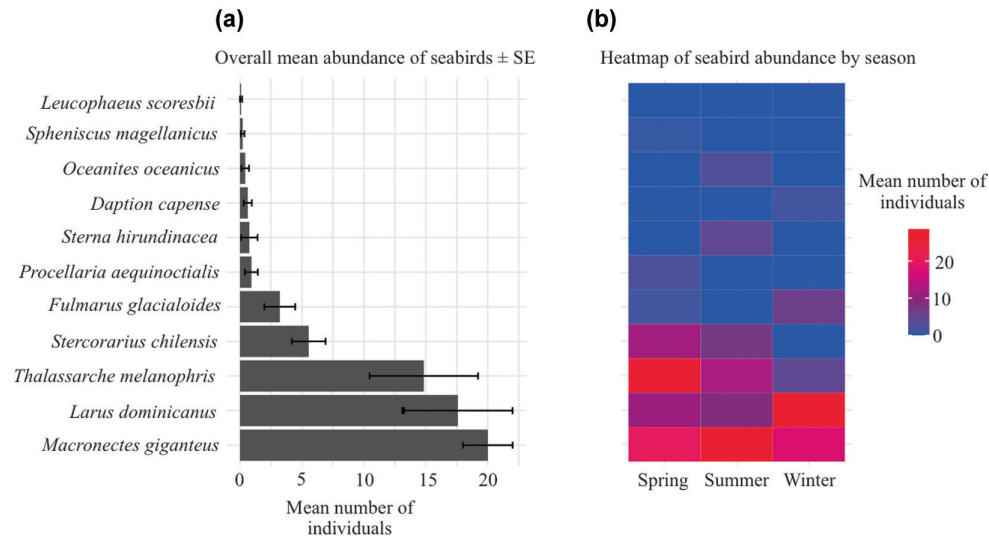 (a)
Overall mean abundance of seabirds ± SE
Leucophaeus scoresbii
Spheniscus magellanicus
Oceanites oceanicus
Daption capense
Sterna hirundinacea
Procellaria aequinoctialis
Fulmarus glacialoides
Stercorarius chilensis
Thalassarche melanophris
Larus dominicanus
Macronectes giganteus
0 5 10 15 20
Mean number of
individuals
(b)
Heatmap of seabird abundance by season
Spring Summer Winter
Mean number of
individuals
20
10
0